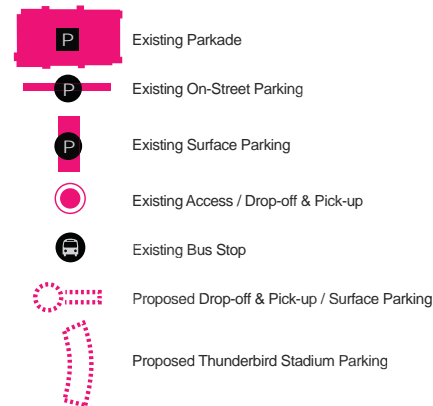 P Existing Parkade
P Existing On-Street Parking
P Existing Surface Parking
Existing Access / Drop-off & Pick-up
Existing Bus Stop
Proposed Drop-off & Pick-up / Surface Parking
Proposed Thunderbird Stadium Parking